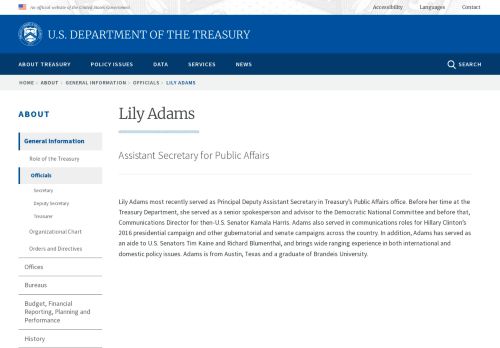 An official website of the United States Government
Accessibility Languages Contact
U.S. DEPARTMENT OF THE TREASURY
ABOUT TREASURY POLICY ISSUES DATA SERVICES NEWS SEARCH
HOME › ABOUT › GENERAL INFORMATION › OFFICIALS › LILY ADAMS
ABOUT
General Information
Role of the Treasury
Officials
Secretary
Deputy Secretary
Treasurer
Organizational Chart
Orders and Directives
Offices
Bureaus
Budget, Financial
Reporting, Planning and
Performance
History
Lily Adams
Assistant Secretary for Public Affairs
Lily Adams most recently served as Principal Deputy Assistant Secretary in Treasury's Public Affairs office. Before her time at the
Treasury Department, she served as a senior spokesperson and advisor to the Democratic National Committee and before that,
Communications Director for then-U.S. Senator Kamala Harris. Adams also served in communications roles for Hillary Clinton's
2016 presidential campaign and other gubernatorial and senate campaigns across the country. In addition, Adams has served as
an aide to U.S. Senators Tim Kaine and Richard Blumenthal, and brings wide ranging experience in both international and
domestic policy issues. Adams is from Austin, Texas and a graduate of Brandeis University.